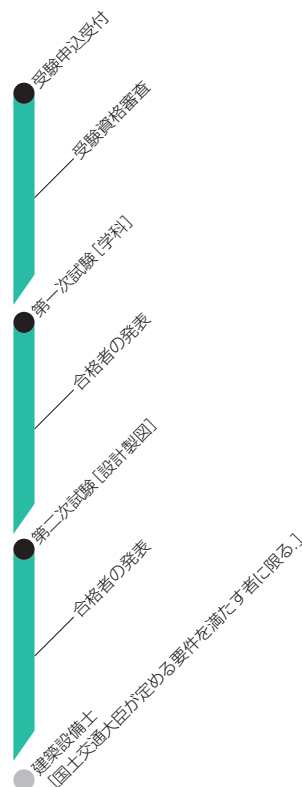 受験申込受付
受験資格審査
第一次試験［学科］
合格者の発表
第二次試験［設計製図］
合格者の発表
建築設備士
［国土交通大臣が定める要件を満たす者に限る.］